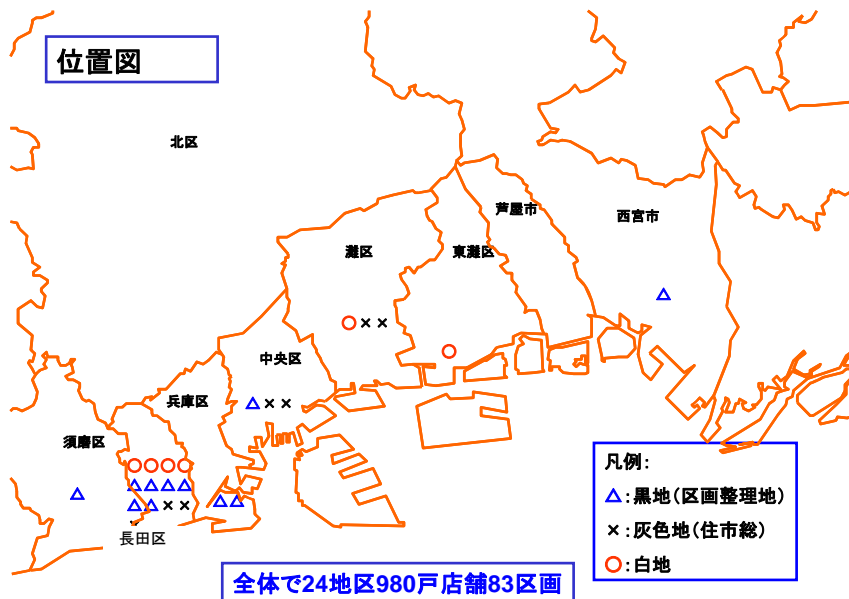 位置図
北区
芦屋市
西宮市
灘区
東灘区
中央区
兵庫区
須磨区
長田区
凡例:
△:黒地(区画整理地)
×:灰色地(住市総)
○:白地
全体で24地区980戸店舗83区画